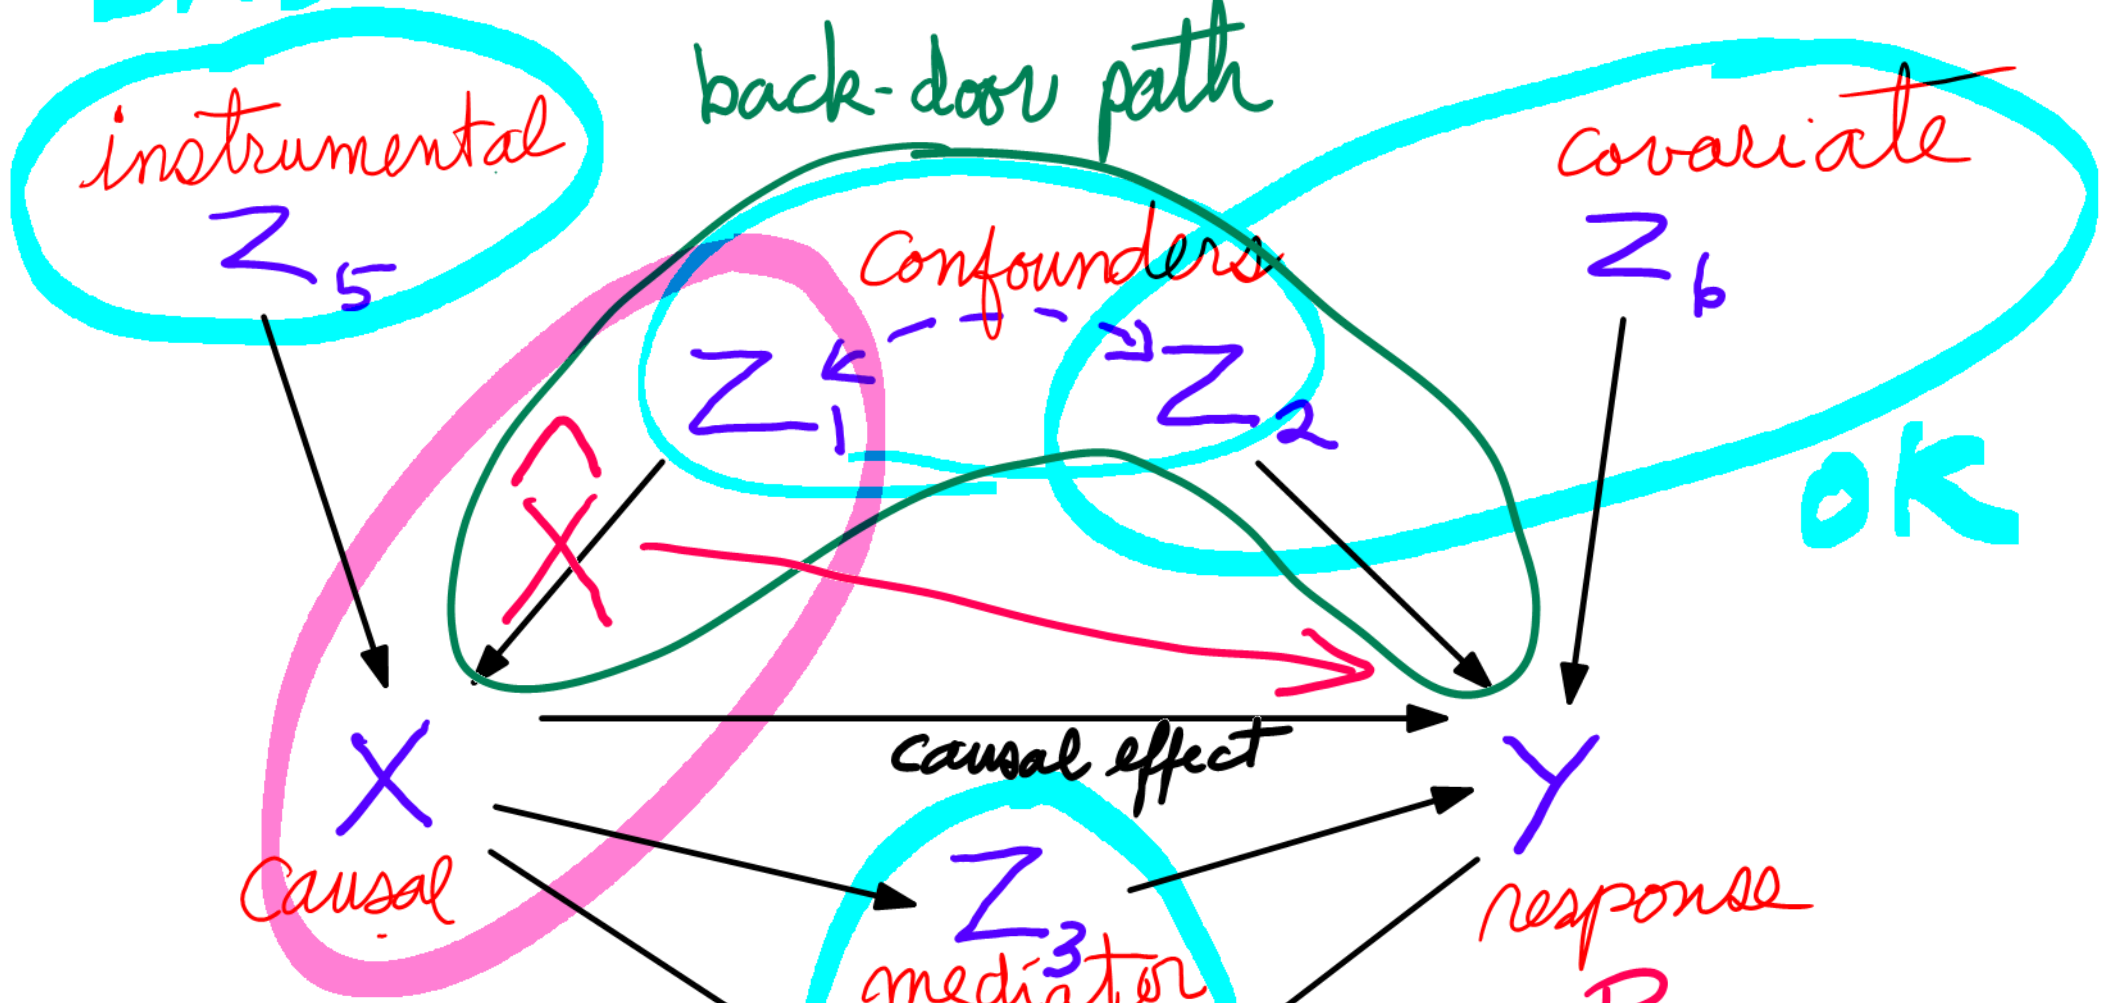 back-door path
instrumental
Z5
covariate
Z6
confounders
Z1
Z2
OK
X̂
causal effect
X
causal
Y
response
Z3
mediator